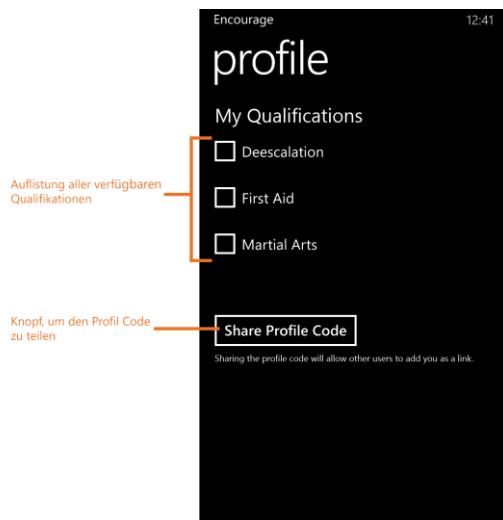 Encourage 12:41
profile
My Qualifications
Deescalation
Auflistung aller verfügbaren
Qualifikationen
First Aid
Martial Arts
Knopf, um den Profil Code
zu teilen
Share Profile Code
Sharing the profile code will allow other users to add you as a link.